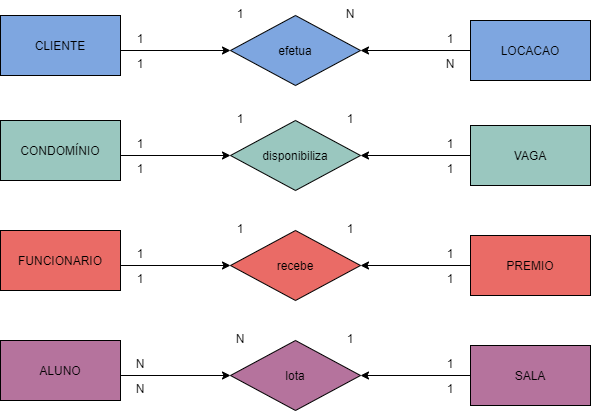 1 N
CLIENTE 1 efetua 1 LOCACAO
1 N
1 1
CONDOMÍNIO 1 disponibiliza 1 VAGA
1 1
1 1
FUNCIONARIO 1 recebe 1 PREMIO
1 1
N 1
ALUNO N lota 1 SALA
N 1